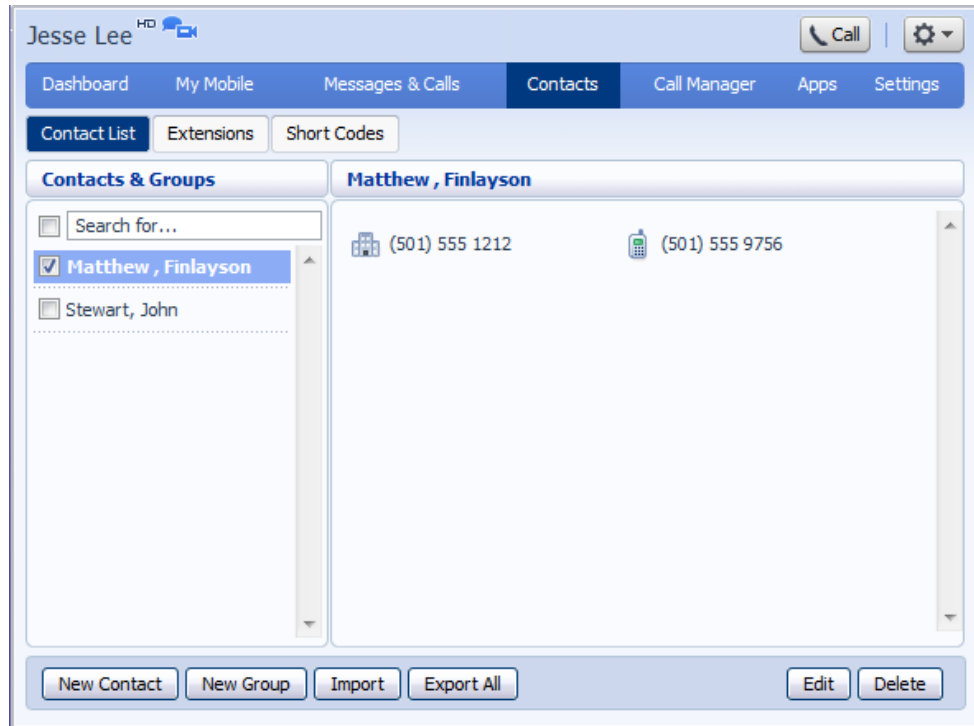 Jesse Lee HD
Call
Dashboard My Mobile Messages & Calls Contacts Call Manager Apps Settings
Contact List Extensions Short Codes
Contacts & Groups
Search for...
Matthew , Finlayson
Stewart, John
Matthew , Finlayson
(501) 555 1212 (501) 555 9756
New Contact New Group Import Export All Edit Delete